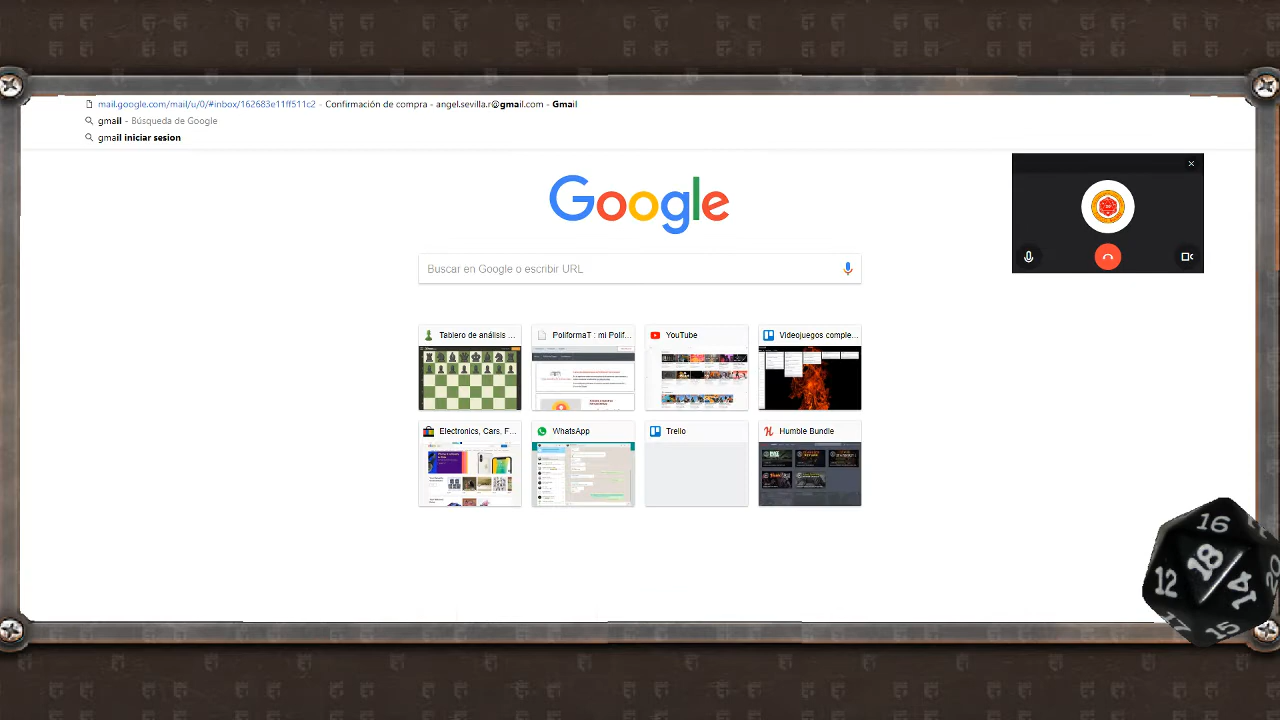 mail.google.com/mail/u/0/#inbox/162683e11ff511c2 - Confirmación de compra - angel.sevilla.r@gmail.com - Gmail
gmail - Búsqueda de Google
gmail iniciar sesion
Google
Buscar en Google o escribir URL
Tablero de análisis ...
PoliformaT : mi Polif...
YouTube
Videojuegos comple...
Electronics, Cars, F...
WhatsApp
Trello
Humble Bundle
16
18
12
14
20
17
15